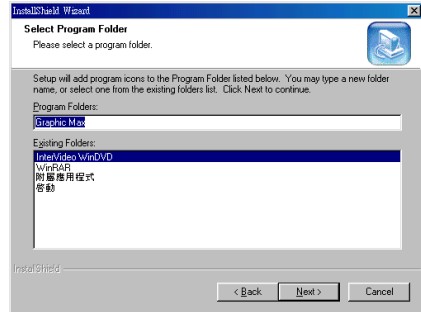 InstallShield Wizard
Select Program Folder
Please select a program folder.
Setup will add program icons to the Program Folder listed below. You may type a new folder
name, or select one from the existing folders list. Click Next to continue.
Program Folders:
Graphic Max
Existing Folders:
InterVideo WinDVD
WinRAR
附屬應用程式
啟動
InstallShield
< Back
Next >
Cancel